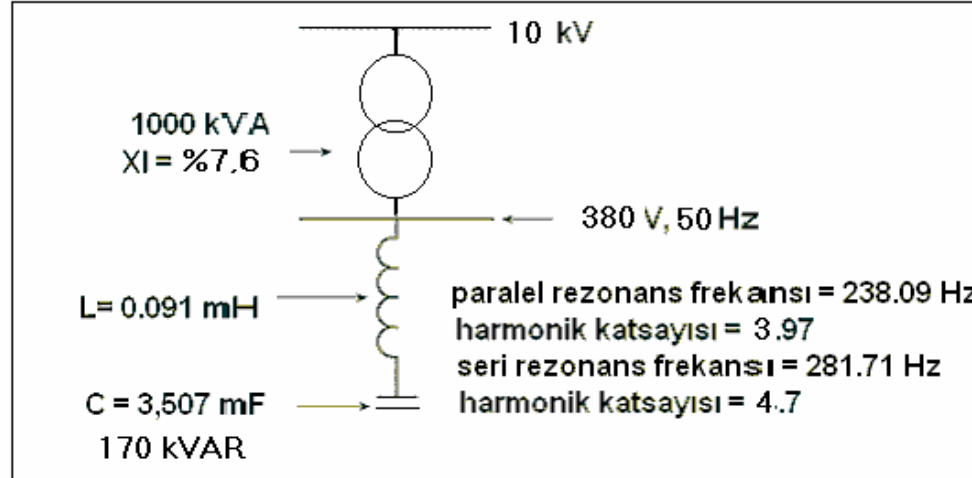 10 kV
1000 kVA
Xl = %7,6
380 V, 50 Hz
L= 0.091 mH
paralel rezonans frekansı = 238.09 Hz
harmonik katsayısı = 3.97
seri rezonans frekansı = 281.71 Hz
harmonik katsayısı = 4.7
C = 3,507 mF
170 kVAR